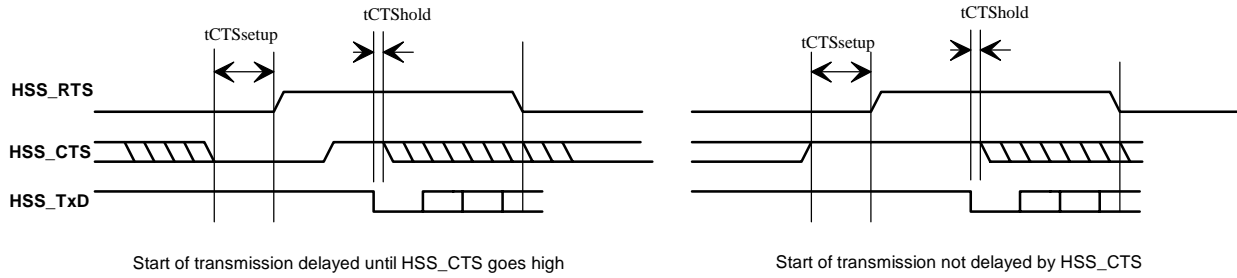 tCTShold
tCTSsetup
HSS_RTS
HSS_CTS
HSS_TxD
Start of transmission delayed until HSS_CTS goes high
tCTShold
tCTSsetup
Start of transmission not delayed by HSS_CTS